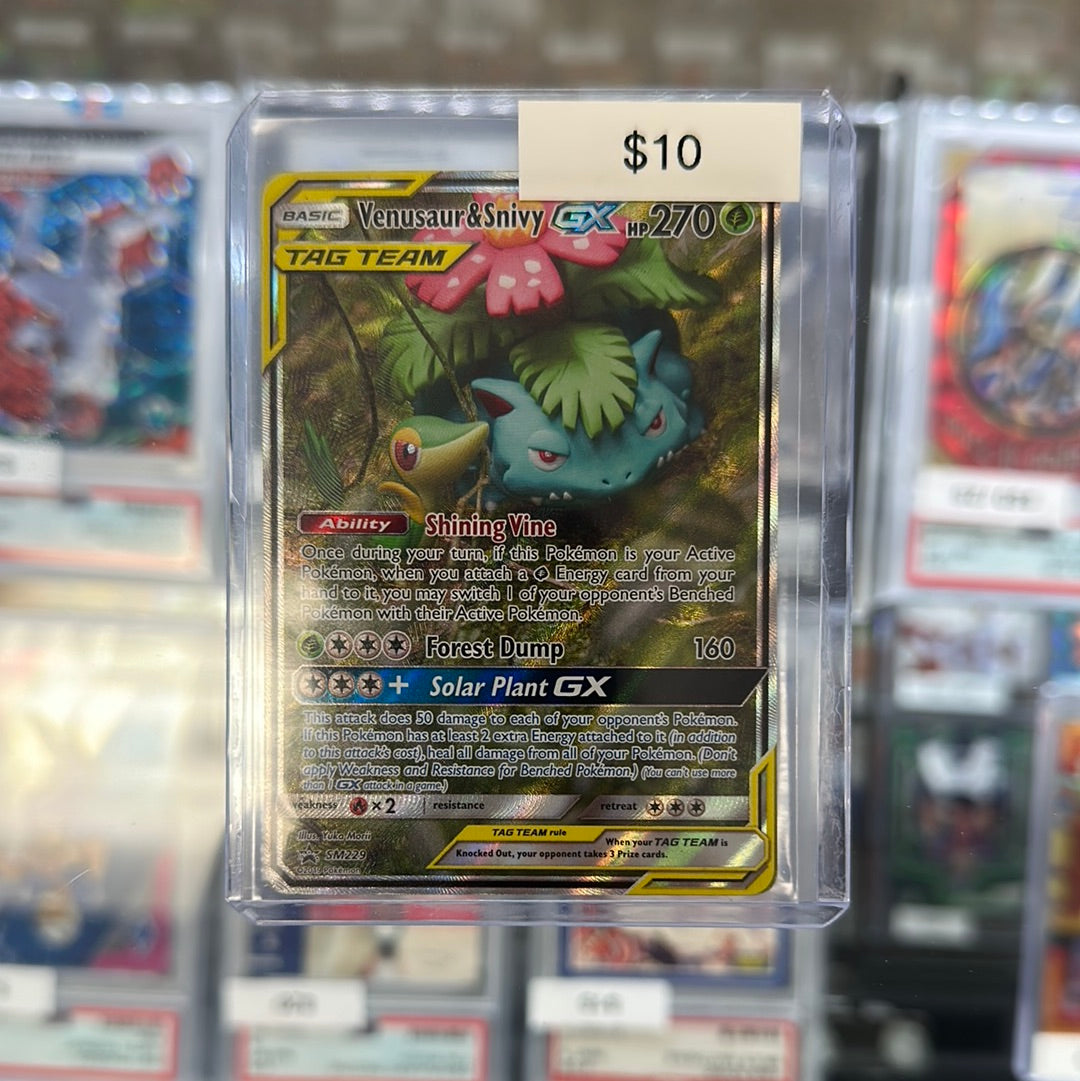 $10
BASIC Venusaur&Snivy GX HP270
TAG TEAM
Ability Shining Vine
Once during your turn, if this Pokémon is your Active
Pokémon, when you attach a Energy card from your
hand to it, you may switch 1 of your opponent's Benched
Pokémon with their Active Pokémon.
Forest Dump 160
+ Solar Plant GX
This attack does 50 damage to each of your opponent's Pokémon.
If this Pokémon has at least 2 extra Energy attached to it (in addition
to this attack's cost), heal all damage from all of your Pokémon. (Don't
apply Weakness and Resistance for Benched Pokémon.) (You can't use more
than 1 GX attack in a game.)
weakness ×2 resistance retreat
Illus. Yuka Morii
TAG TEAM rule
When your TAG TEAM is
SM229
Knocked Out, your opponent takes 3 Prize cards.
©2019 Pokémon